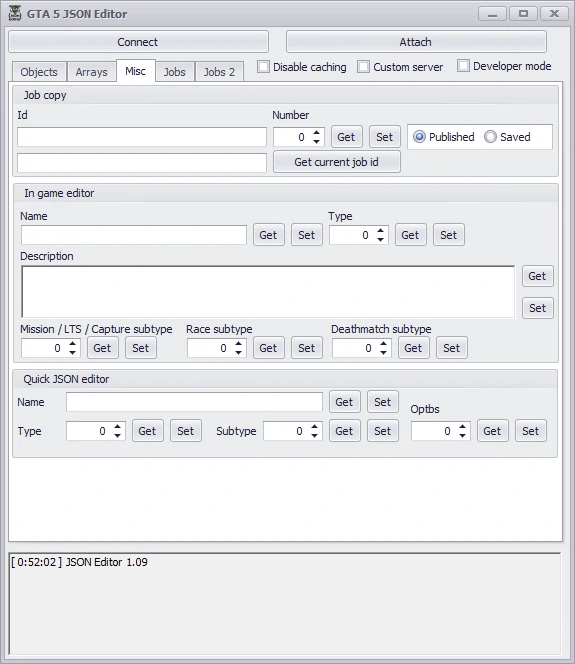 GTA 5 JSON Editor
Connect Attach
Objects Arrays Misc Jobs Jobs 2 Disable caching Custom server Developer mode
Job copy
Id Number
0 Get Set Published Saved
Get current job id
In game editor
Name Type
Get Set 0 Get Set
Description
Get
Set
Mission / LTS / Capture subtype Race subtype Deathmatch subtype
0 Get Set 0 Get Set 0 Get Set
Quick JSON editor
Name Get Set Optbs
Type 0 Get Set Subtype 0 Get Set 0 Get Set
[ 0:52:02 ] JSON Editor 1.09